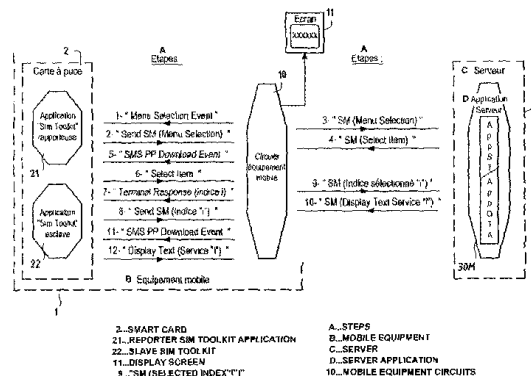 Ecran
11
XXXXXX
2
A
Etapes
A
Etapes :
10
C Serveur
Carte à puce
D Application
Serveur
Application
"Sim Toolkit"
rapporteuse
21
1- " Menu Selection Event "
2- " Send SM (Menu Selection) "
5- " SMS PP Download Event "
6- " Select Item "
7- " Terminal Response (indice i) "
8- " Send SM (Indice "i") "
11- " SMS PP Download Event "
12- " Display Text (Service "i") "
Circuits
équipement
mobile
3- " SM (Menu Selection) "
4- " SM (Select Item) "
9- " SM (Indice sélectionné "i") "
10- " SM (Display Text Service "i") "
Application
"Sim Toolkit"
esclave
22
30M
B Equipement mobile
1
2...SMART CARD
21...REPORTER SIM TOOLKIT APPLICATION
22...SLAVE SIM TOOLKIT
11...DISPLAY SCREEN
9..."SM (SELECTED INDEX"i")"
A...STEPS
B...MOBILE EQUIPMENT
C...SERVER
D...SERVER APPLICATION
10...MOBILE EQUIPMENT CIRCUITS